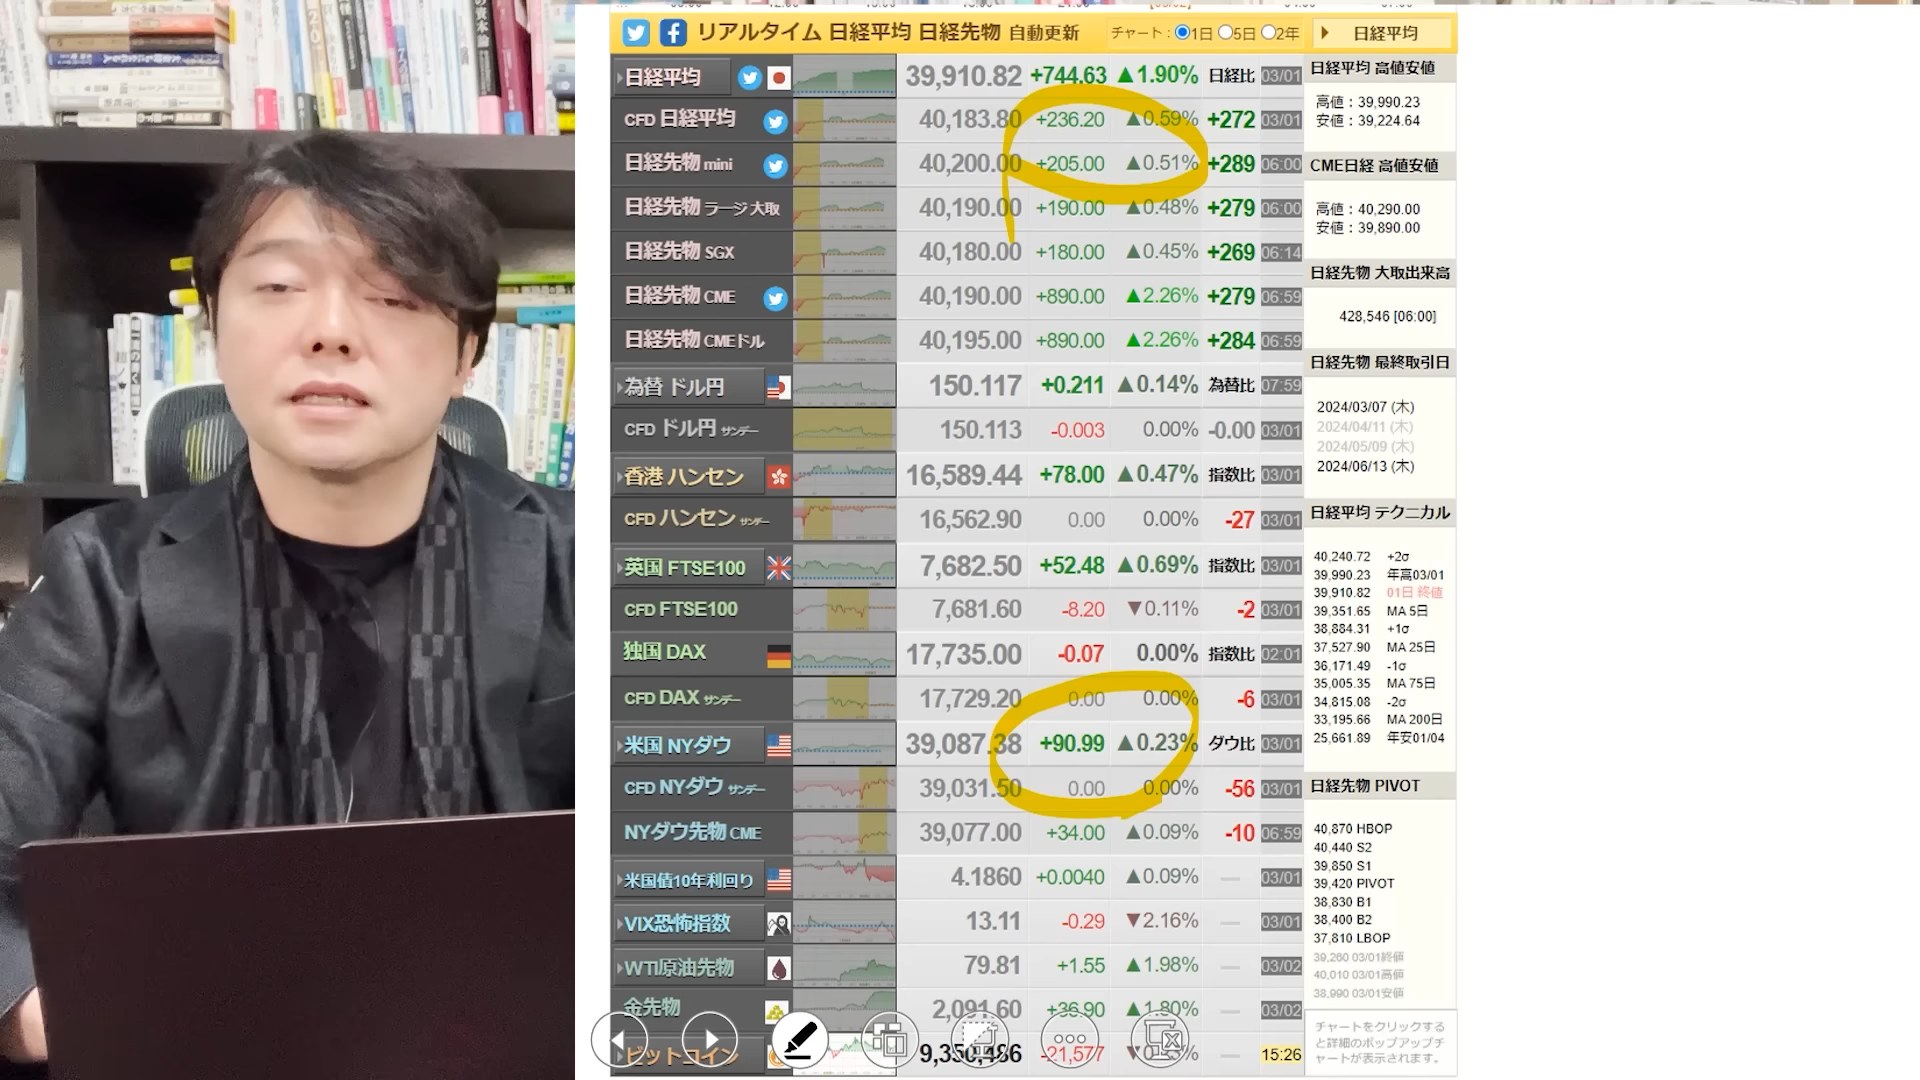 リアルタイム 日経平均 日経先物 自動更新
チャート: 1日 5日 2年
日経平均
日経平均 39,910.82 +744.63 ▲1.90% 日経比 03/01
CFD 日経平均 40,183.80 +236.20 ▲0.59% +272 03/01
日経先物 mini 40,200.00 +205.00 ▲0.51% +289 06:00
日経先物 ラージ 大取 40,190.00 +190.00 ▲0.48% +279 06:00
日経先物 SGX 40,180.00 +180.00 ▲0.45% +269 06:14
日経先物 CME 40,190.00 +890.00 ▲2.26% +279 06:59
日経先物 CMEドル 40,195.00 +890.00 ▲2.26% +284 06:59
為替 ドル円 150.117 +0.211 ▲0.14% 為替比 07:59
CFD ドル円 サンデー 150.113 -0.003 0.00% -0.00 03/01
香港 ハンセン 16,589.44 +78.00 ▲0.47% 指数比 03/01
CFD ハンセン サンデー 16,562.90 0.00 0.00% -27 03/01
英国 FTSE100 7,682.50 +52.48 ▲0.69% 指数比 03/01
CFD FTSE100 7,681.60 -8.20 ▼0.11% -2 03/01
独国 DAX 17,735.00 -0.07 0.00% 指数比 02:01
CFD DAX サンデー 17,729.20 0.00 0.00% -6 03/01
米国 NYダウ 39,087.38 +90.99 ▲0.23% ダウ比 03/01
CFD NYダウ サンデー 39,031.50 0.00 0.00% -56 03/01
NYダウ先物 CME 39,077.00 +34.00 ▲0.09% -10 06:59
米国債10年利回り 4.1860 +0.0040 ▲0.09% — 03/01
VIX恐怖指数 13.11 -0.29 ▼2.16% — 03/01
WTI原油先物 79.81 +1.55 ▲1.98% — 03/02
金先物 2,091.60 +36.90 ▲1.80% — 03/02
ビットコイン 9,350,486 -21,577 — 15:26
日経平均 高値安値
高値：39,990.23
安値：39,224.64
CME日経 高値安値
高値：40,290.00
安値：39,890.00
日経先物 大取出来高
428,546 [06:00]
日経先物 最終取引日
2024/03/07 (木)
2024/04/11 (木)
2024/05/09 (木)
2024/06/13 (木)
日経平均 テクニカル
40,240.72 +2σ
39,990.23 年高03/01
39,910.82 01日 終値
39,351.65 MA 5日
38,884.31 +1σ
37,527.90 MA 25日
36,171.49 -1σ
35,005.35 MA 75日
34,815.08 -2σ
33,195.66 MA 200日
25,661.89 年安01/04
日経先物 PIVOT
40,870 HBOP
40,440 S2
39,850 S1
39,420 PIVOT
38,830 B1
38,400 B2
37,810 LBOP
39,260 03/01終値
40,010 03/01高値
38,990 03/01安値
チャートをクリックする
と詳細のポップアップチ
ャートが表示されます。